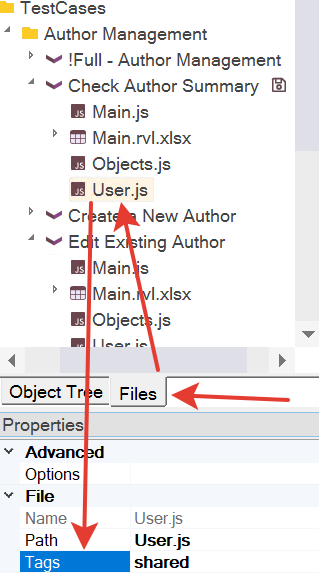 TestCases
Author Management
!Full - Author Management
Check Author Summary
JS Main.js
Main.rvl.xlsx
JS Objects.js
JS User.js
Create a New Author
Edit Existing Author
JS Main.js
Main.rvl.xlsx
JS Objects.js
JS User.js
Object Tree Files
Properties
Advanced
Options
File
Name User.js
Path User.js
Tags shared